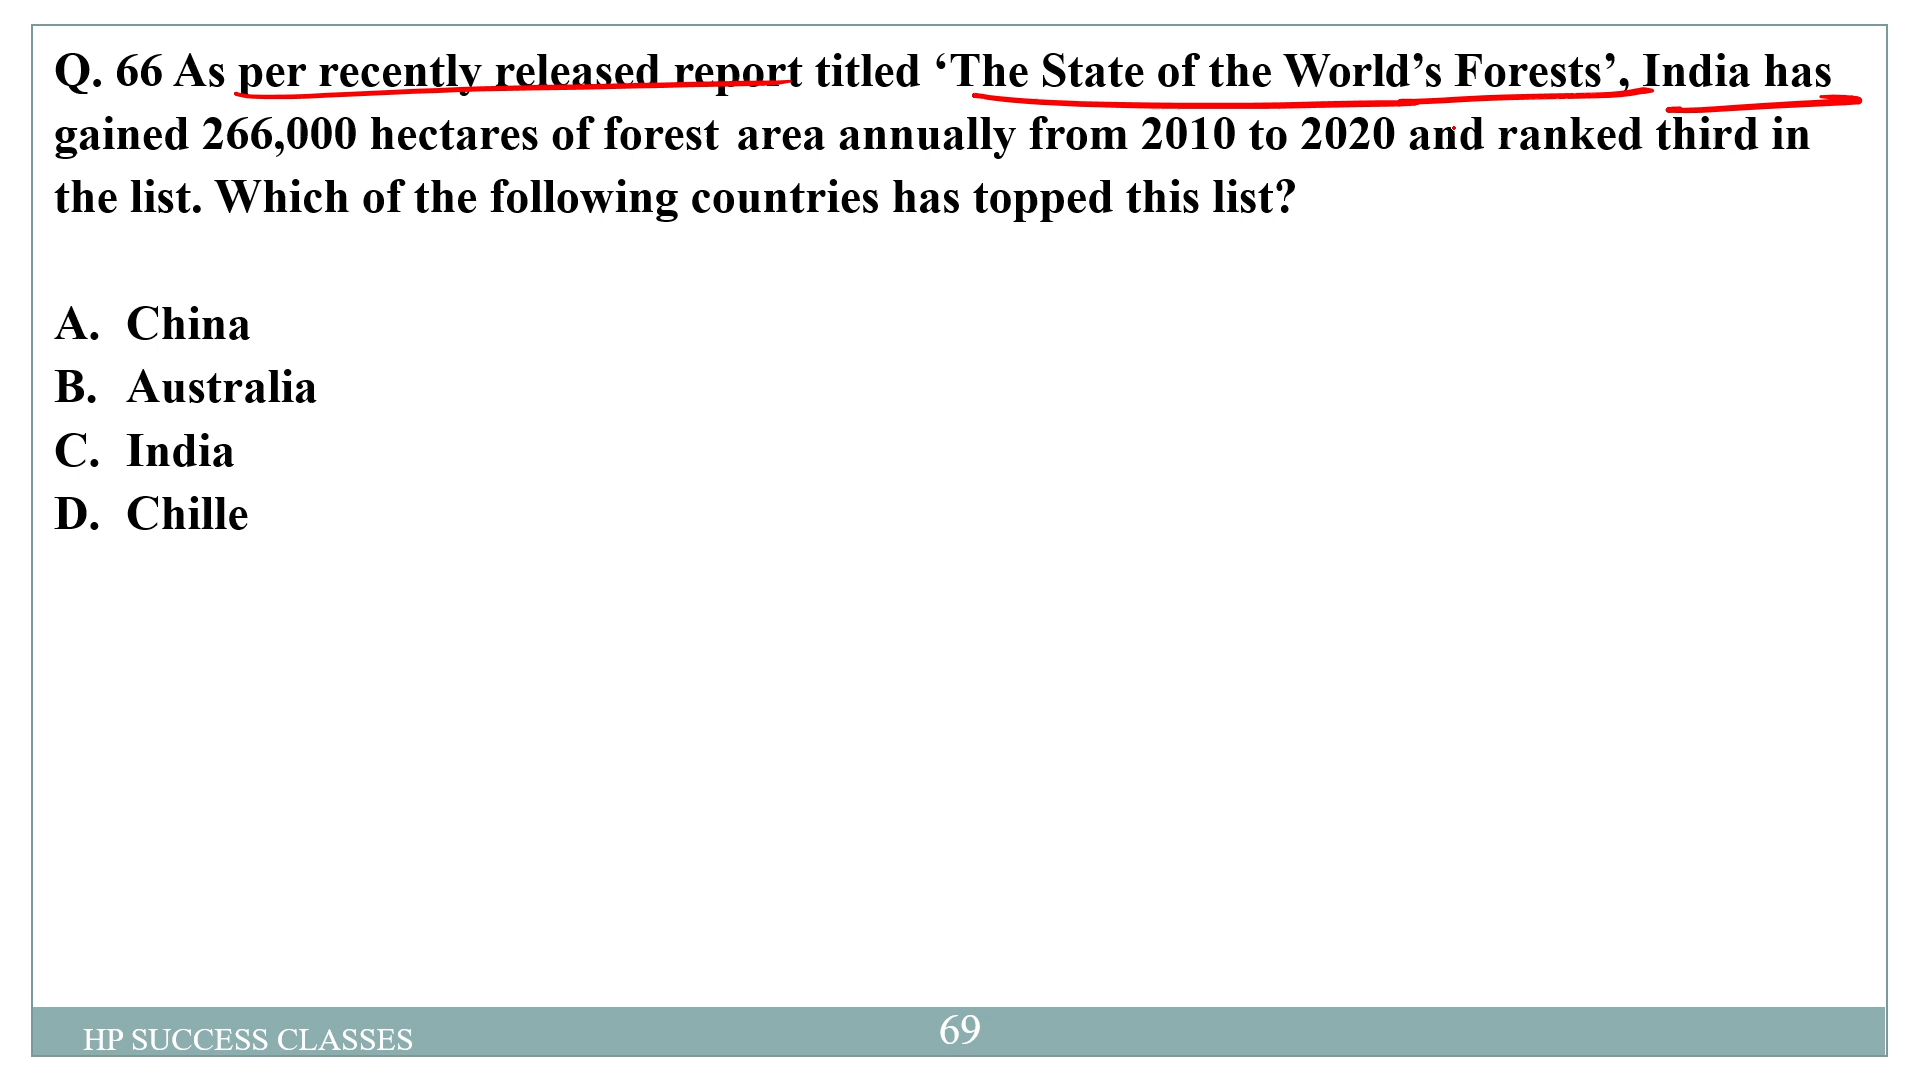 Q. 66 As per recently released report titled ‘The State of the World’s Forests’, India has
gained 266,000 hectares of forest area annually from 2010 to 2020 and ranked third in
the list. Which of the following countries has topped this list?
A. China
B. Australia
C. India
D. Chille
HP SUCCESS CLASSES
69